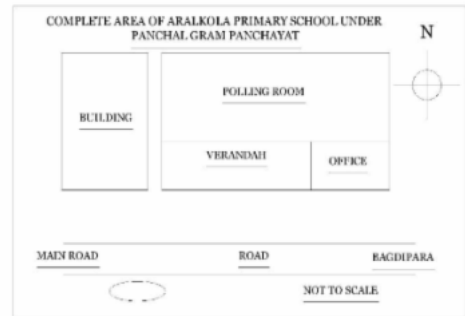 COMPLETE AREA OF ARALKOLA PRIMARY SCHOOL UNDER
PANCHAL GRAM PANCHAYAT
N
POLLING ROOM
BUILDING
VERANDAH
OFFICE
MAIN ROAD
ROAD
BAGDIPARA
NOT TO SCALE